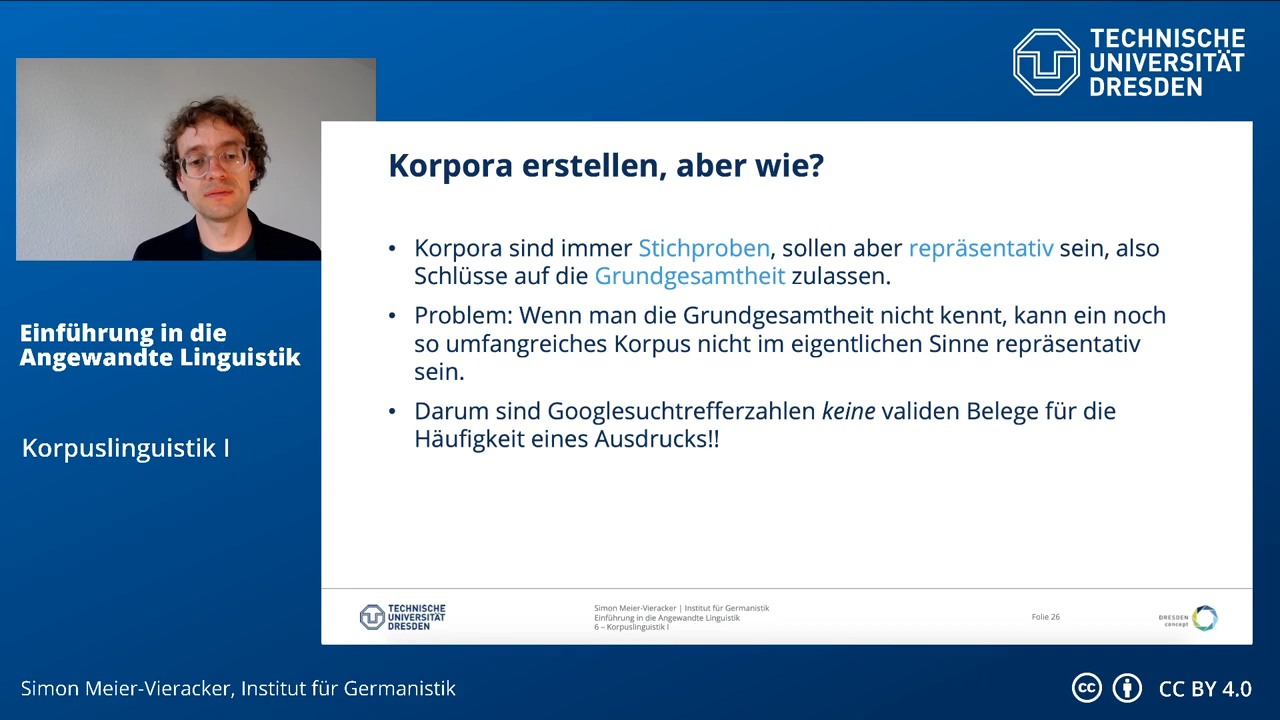 TECHNISCHE
UNIVERSITÄT
DRESDEN
Einführung in die
Angewandte Linguistik
Korpuslinguistik I
Korpora erstellen, aber wie?
• Korpora sind immer Stichproben, sollen aber repräsentativ sein, also
Schlüsse auf die Grundgesamtheit zulassen.
• Problem: Wenn man die Grundgesamtheit nicht kennt, kann ein noch
so umfangreiches Korpus nicht im eigentlichen Sinne repräsentativ
sein.
• Darum sind Googlesuchtrefferzahlen keine validen Belege für die
Häufigkeit eines Ausdrucks!!
TECHNISCHE
UNIVERSITÄT
DRESDEN
Simon Meier-Vieracker | Institut für Germanistik
Einführung in die Angewandte Linguistik
6 – Korpuslinguistik I
Folie 26
DRESDEN
concept
Simon Meier-Vieracker, Institut für Germanistik
cc
CC BY 4.0